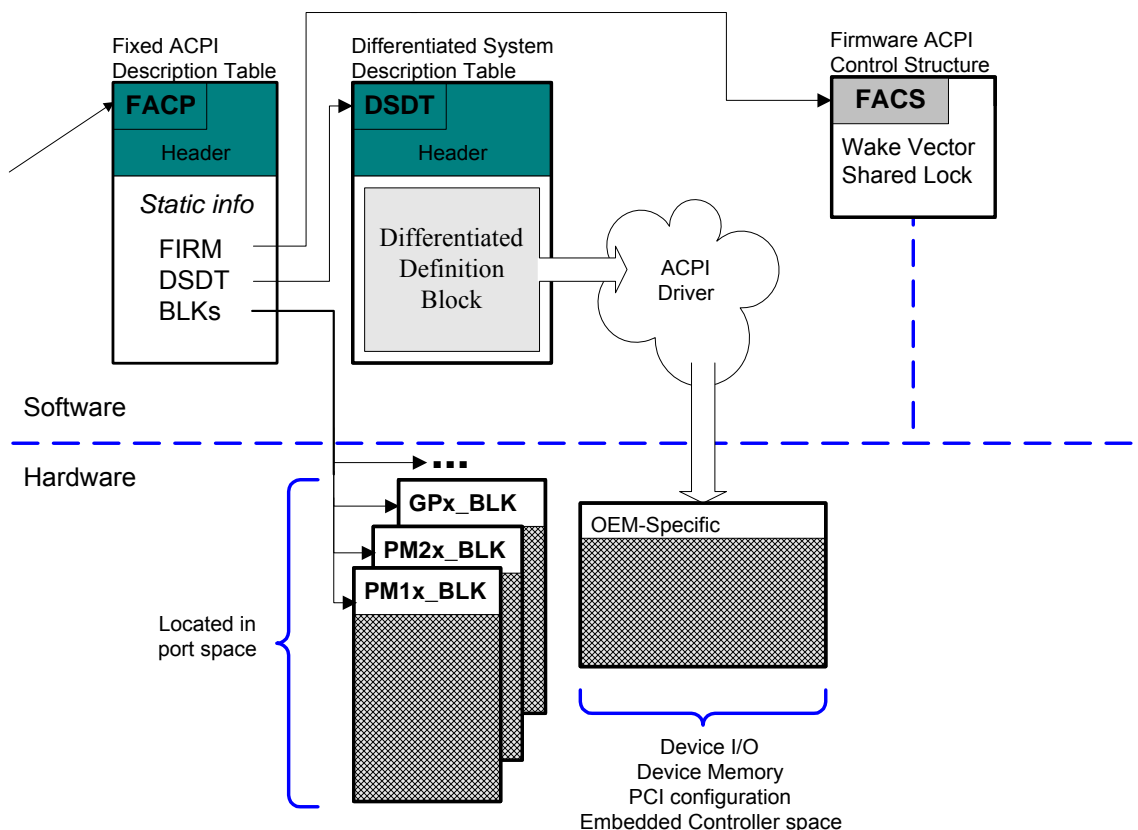 Fixed ACPI
Description Table
FACP
Header
Static info
FIRM
DSDT
BLKs
Differentiated System
Description Table
DSDT
Header
Differentiated
Definition
Block
ACPI
Driver
Firmware ACPI
Control Structure
FACS
Wake Vector
Shared Lock
Software
Hardware
...
GPx_BLK
PM2x_BLK
PM1x_BLK
Located in
port space
OEM-Specific
Device I/O
Device Memory
PCI configuration
Embedded Controller space